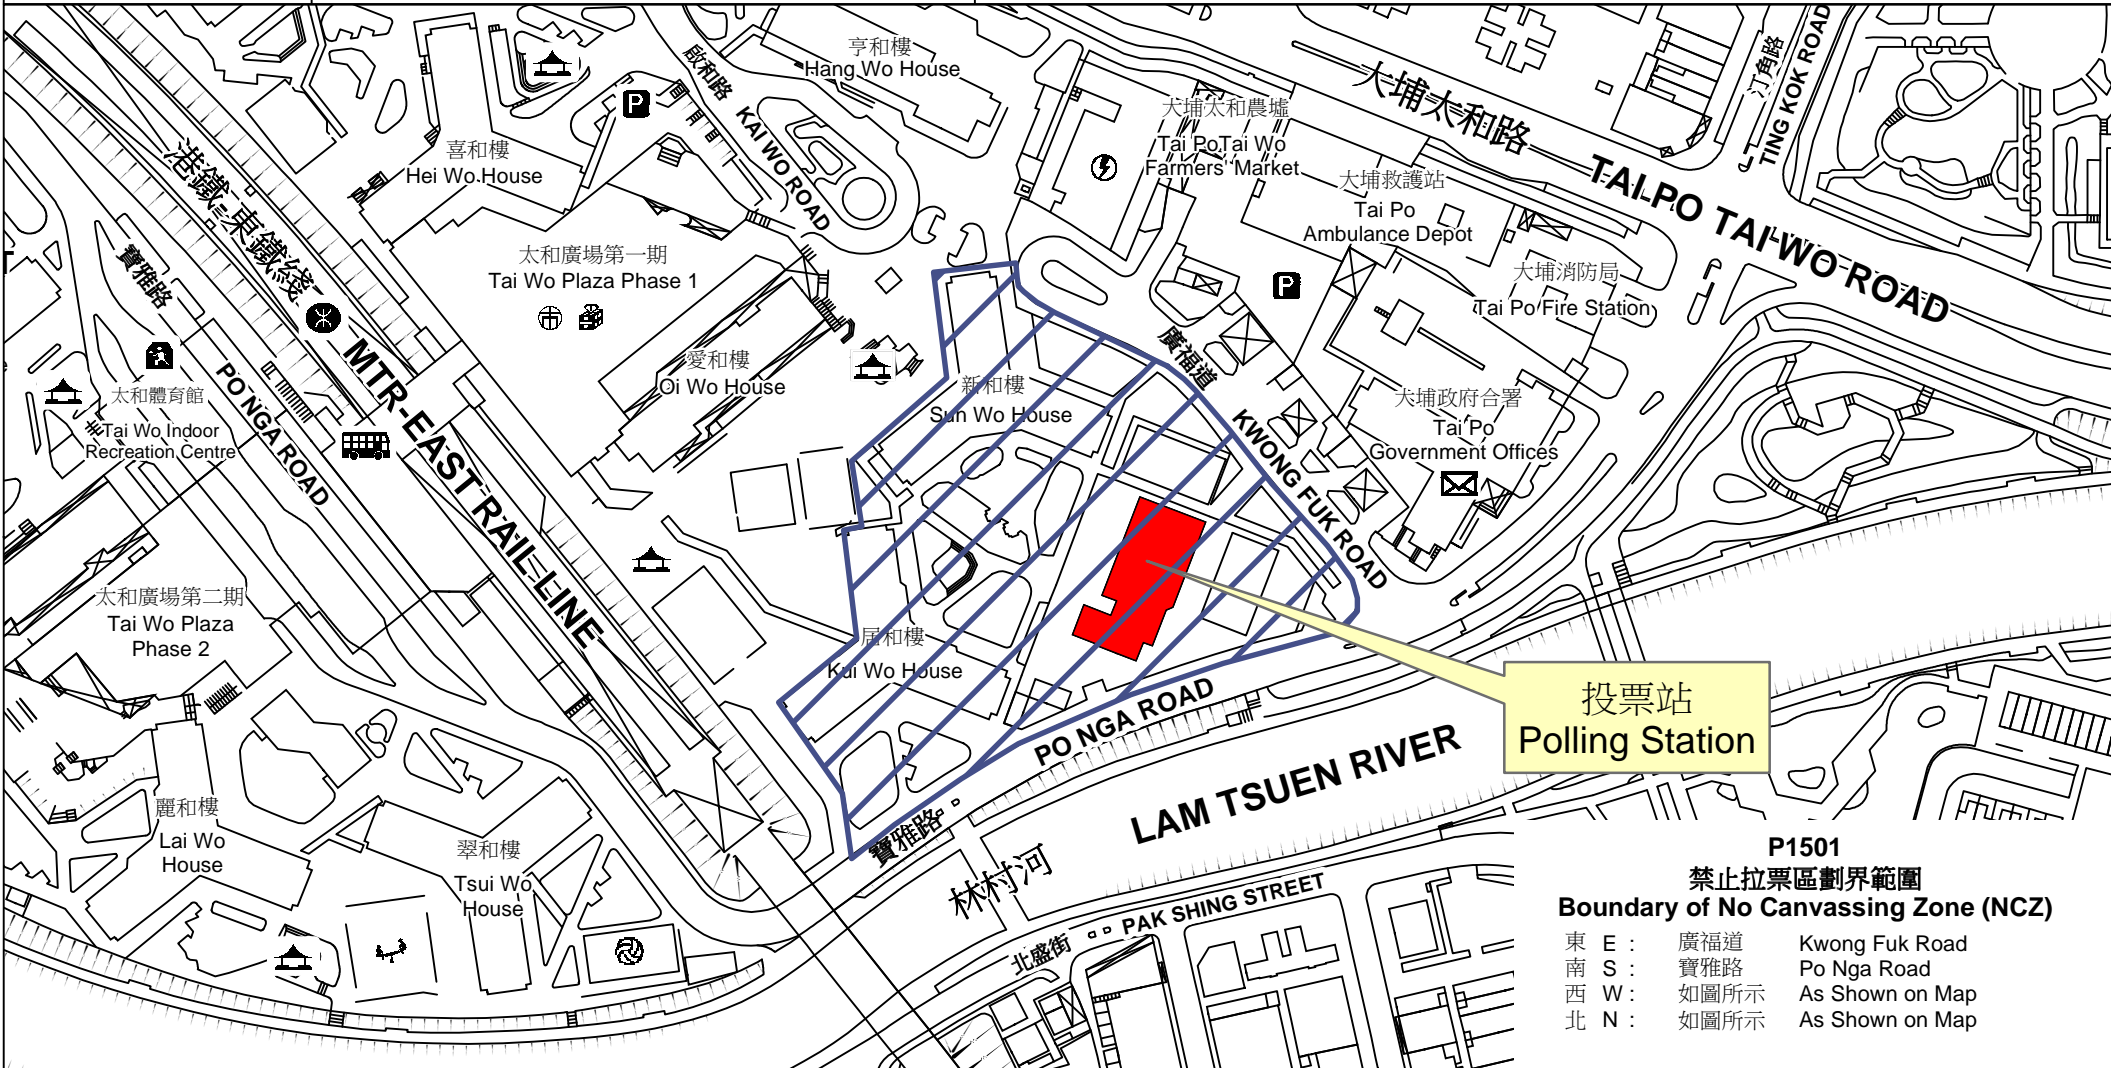 亨和樓
Hang Wo House
啟和路
KAI WO ROAD
大埔太和路
TAI PO TAI WO ROAD
汀角路
TING KOK ROAD
大埔太和農墟
Tai PoTai Wo
Farmers' Market
喜和樓
Hei Wo House
大埔救護站
Tai Po
Ambulance Depot
港鐵-東鐵綫
MTR-EAST RAIL LINE
寶雅路
PO NGA ROAD
太和廣場第一期
Tai Wo Plaza Phase 1
大埔消防局
Tai Po Fire Station
愛和樓
Oi Wo House
新和樓
Sun Wo House
廣福道
KWONG FUK ROAD
大埔政府合署
Tai Po
Government Offices
太和體育館
Tai Wo Indoor
Recreation Centre
太和廣場第二期
Tai Wo Plaza
Phase 2
居和樓
Kui Wo House
投票站
Polling Station
PO NGA ROAD
寶雅路
LAM TSUEN RIVER
林村河
麗和樓
Lai Wo
House
翠和樓
Tsui Wo
House
北盛街
PAK SHING STREET
P1501
禁止拉票區劃界範圍
Boundary of No Canvassing Zone (NCZ)
東 E : 廣福道 Kwong Fuk Road
南 S : 寶雅路 Po Nga Road
西 W : 如圖所示 As Shown on Map
北 N : 如圖所示 As Shown on Map